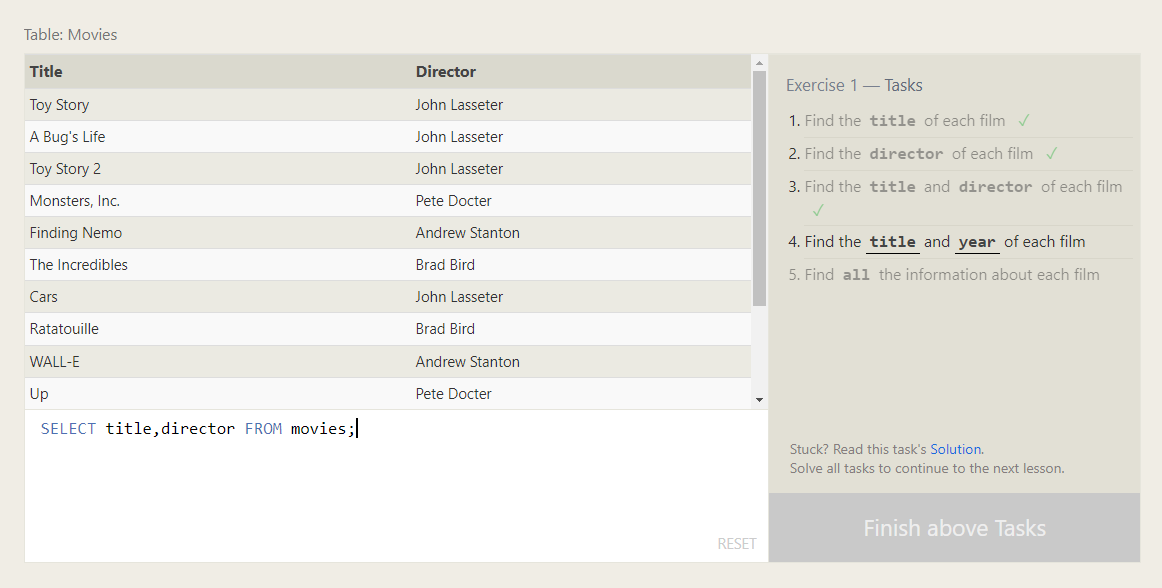 Table: Movies
Title Director
Toy Story John Lasseter
A Bug's Life John Lasseter
Toy Story 2 John Lasseter
Monsters, Inc. Pete Docter
Finding Nemo Andrew Stanton
The Incredibles Brad Bird
Cars John Lasseter
Ratatouille Brad Bird
WALL-E Andrew Stanton
Up Pete Docter
SELECT title,director FROM movies;
RESET
Exercise 1 — Tasks
1. Find the title of each film ✓
2. Find the director of each film ✓
3. Find the title and director of each film
✓
4. Find the title and year of each film
5. Find all the information about each film
Stuck? Read this task's Solution.
Solve all tasks to continue to the next lesson.
Finish above Tasks